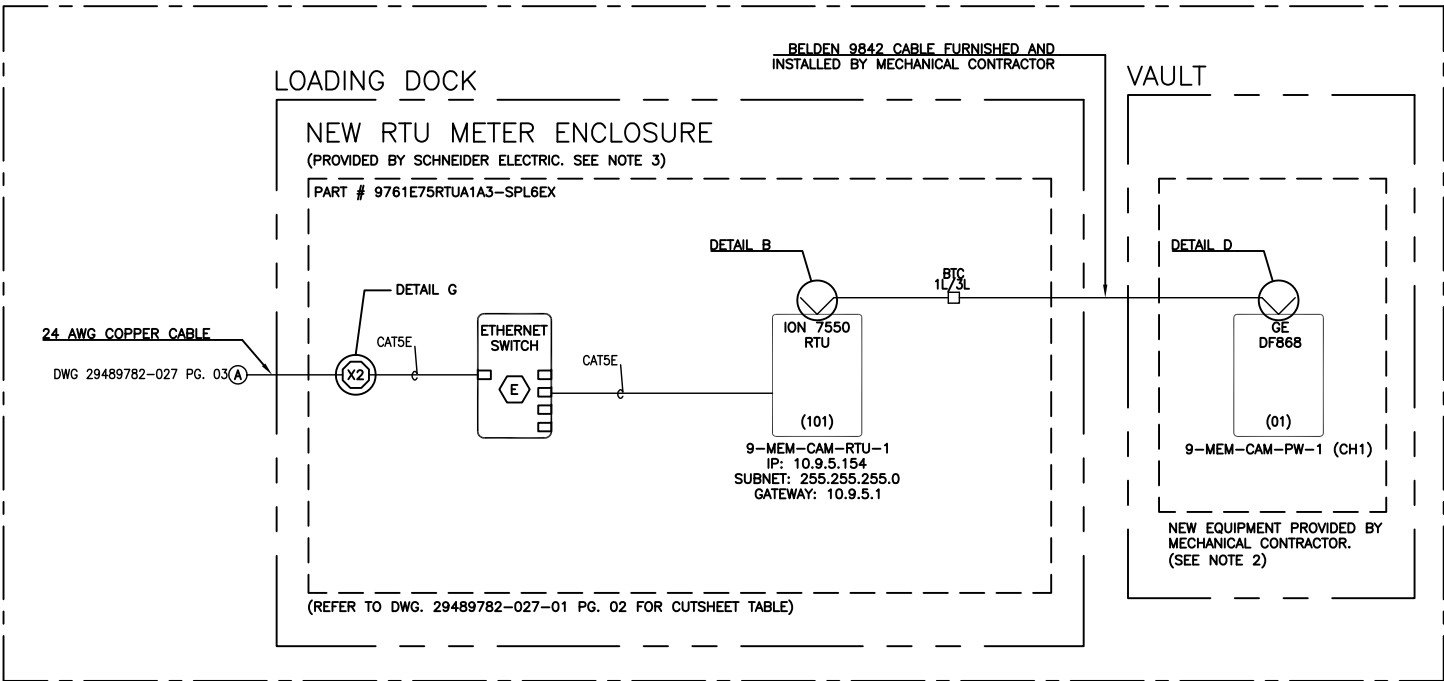 BELDEN 9842 CABLE FURNISHED AND
INSTALLED BY MECHANICAL CONTRACTOR
LOADING DOCK
VAULT
NEW RTU METER ENCLOSURE
(PROVIDED BY SCHNEIDER ELECTRIC. SEE NOTE 3)
PART # 9761E75RTUA1A3-SPL6EX
DETAIL B
DETAIL D
BTC
1L/3L
DETAIL G
24 AWG COPPER CABLE
DWG 29489782-027 PG. 03
A
X2
CAT5E
ETHERNET
SWITCH
E
CAT5E
ION 7550
RTU
(101)
9-MEM-CAM-RTU-1
IP: 10.9.5.154
SUBNET: 255.255.255.0
GATEWAY: 10.9.5.1
GE
DF868
(01)
9-MEM-CAM-PW-1 (CH1)
NEW EQUIPMENT PROVIDED BY
MECHANICAL CONTRACTOR.
(SEE NOTE 2)
(REFER TO DWG. 29489782-027-01 PG. 02 FOR CUTSHEET TABLE)